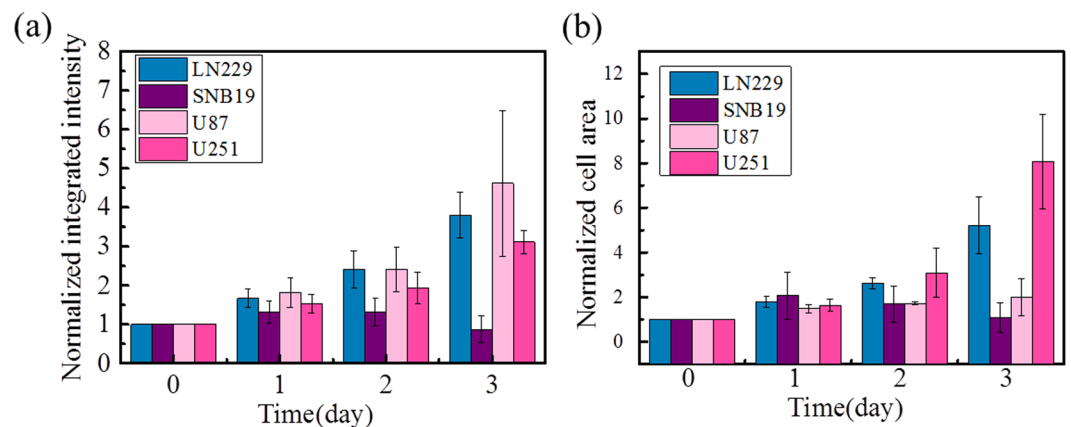 (a)
Normalized integrated intensity
8
7
6
5
4
3
2
1
0
LN229
SNB19
U87
U251
0 1 2 3
Time(day)
(b)
Normalized cell area
12
10
8
6
4
2
0
LN229
SNB19
U87
U251
0 1 2 3
Time(day)